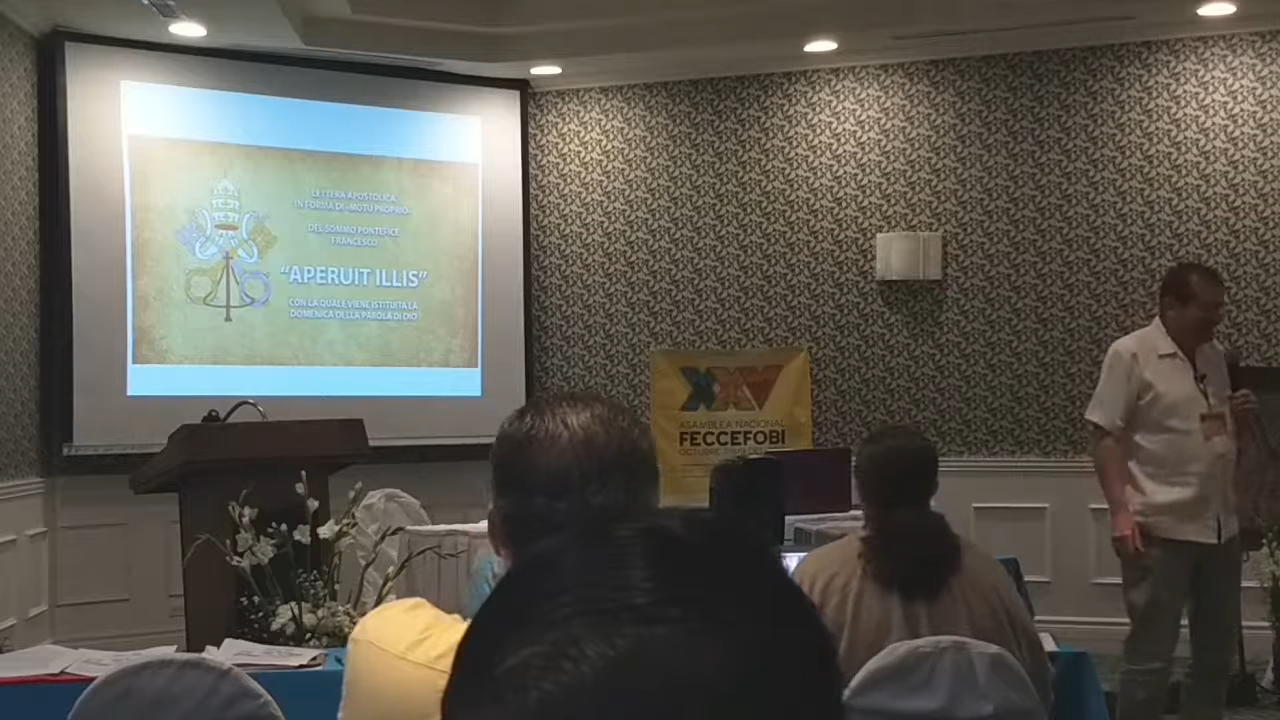 LETTERA APOSTOLICA
IN FORMA DI «MOTU PROPRIO»
DEL SOMMO PONTEFICE
FRANCESCO
"APERUIT ILLIS"
CON LA QUALE VIENE ISTITUITA LA
DOMENICA DELLA PAROLA DI DIO
XXV
ASAMBLEA NACIONAL
FECCEFOBI
OCTUBRE